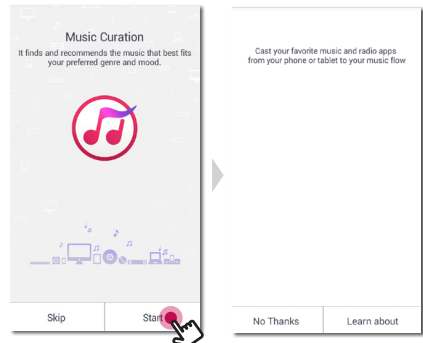 Music Curation
It finds and recommends the music that best fits
your preferred genre and mood.
Skip
Start
Cast your favorite music and radio apps
from your phone or tablet to your music flow
No Thanks
Learn about